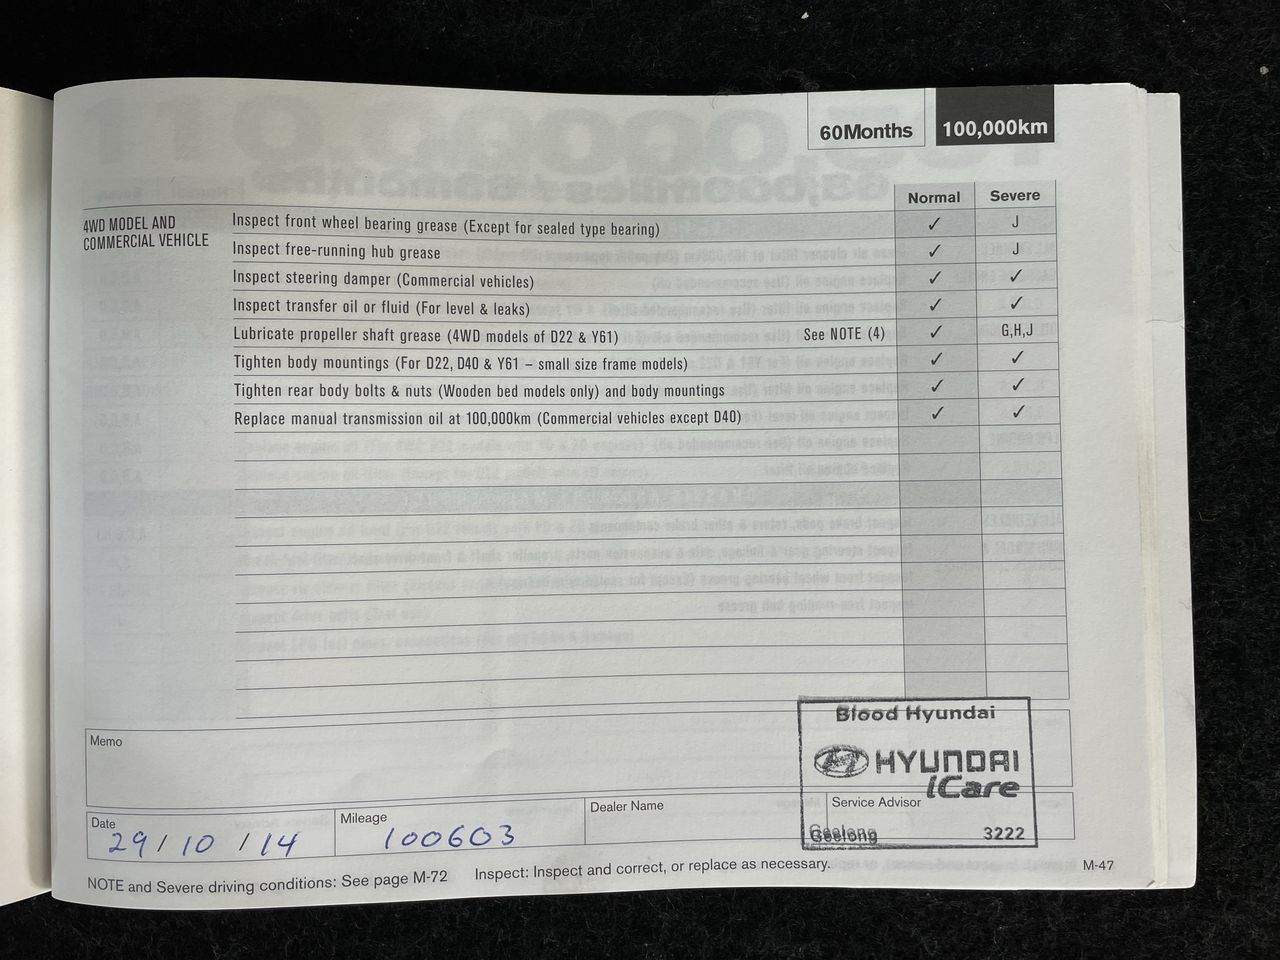 60Months 100,000km
Normal Severe
4WD MODEL AND
COMMERCIAL VEHICLE
Inspect front wheel bearing grease (Except for sealed type bearing) ✓ J
Inspect free-running hub grease ✓ J
Inspect steering damper (Commercial vehicles) ✓ ✓
Inspect transfer oil or fluid (For level & leaks) ✓ ✓
Lubricate propeller shaft grease (4WD models of D22 & Y61) See NOTE (4) ✓ G,H,J
Tighten body mountings (For D22, D40 & Y61 – small size frame models) ✓ ✓
Tighten rear body bolts & nuts (Wooden bed models only) and body mountings ✓ ✓
Replace manual transmission oil at 100,000km (Commercial vehicles except D40) ✓ ✓
Blood Hyundai
HYUNDAI
iCare
Geelong 3222
Memo
Date
29/10/14
Mileage
100603
Dealer Name
Service Advisor
NOTE and Severe driving conditions: See page M-72 Inspect: Inspect and correct, or replace as necessary. M-47